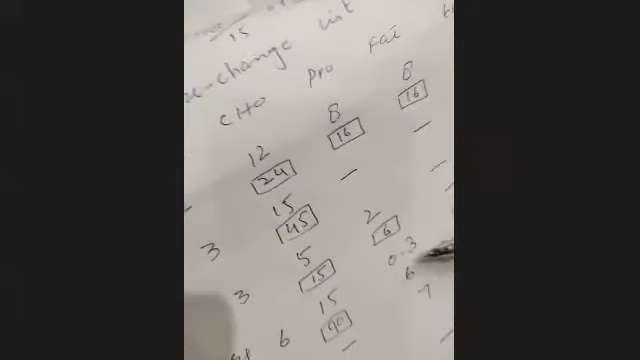 15
Ex-change list
CHO Pro Fat
12 8 8
24 16 16
3 15 — —
45
3 5 2
15 6
6 15 0.3
90 6
— 7